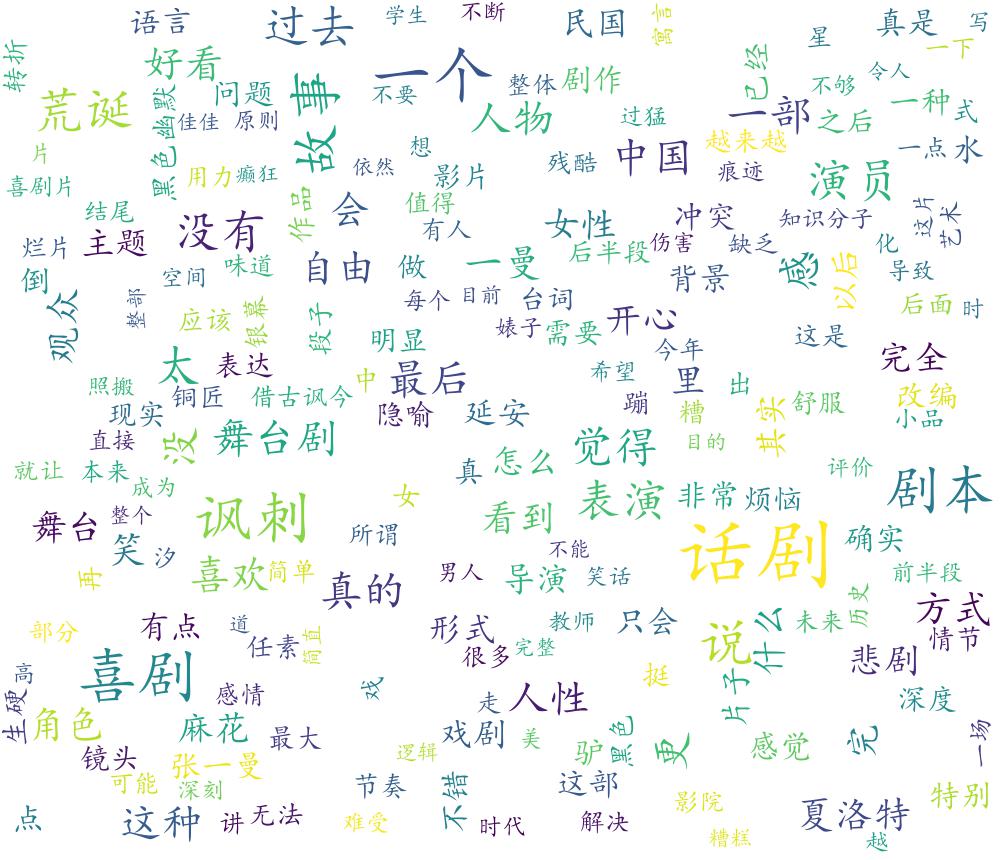 语言
过去
学生
不断
民国
寓言
真是
写
转折
好看
一个
整体
剧作
已经
星
一下
令人
荒诞
黑色幽默
问题
故事
不要
人物
不够
一种
式
佳佳
原则
过猛
一部
之后
片
想
中国
越来越
一点
水
喜剧片
用力
癫狂
依然
影片
残酷
痕迹
演员
结尾
作品
会
值得
女性
冲突
知识分子
这片
艺术
烂片
主题
没有
有人
伤害
缺乏
化
倒
空间
味道
自由
做
一曼
后半段
背景
感
以后
导致
观众
整部
应该
银幕
段子
每个
目前
台词
后面
时
明显
婊子
需要
开心
这是
太
表达
中
最后
今年
完全
照搬
铜匠
借古讽今
希望
里
出
改编
现实
隐喻
延安
蹦
糟
其实
舒服
小品
直接
没
舞台剧
觉得
目的
就让
本来
真
怎么
评价
成为
女
表演
非常
烦恼
剧本
舞台
整个
讽刺
看到
笑
汐
所谓
不能
话剧
确实
再
喜欢
简单
真的
男人
导演
笑话
前半段
部分
有点
道
任素
简直
形式
很多
完整
教师
只会
说
什么
未来
历史
方式
情节
喜剧
高
感情
戏
走
人性
挺
片子
悲剧
深度
生硬
角色
麻花
最大
戏剧
美
驴
黑色
更
感觉
完
一场
镜头
张一曼
逻辑
可能
深刻
节奏
不错
这部
影院
特别
点
这种
讲
无法
难受
时代
解决
糟糕
夏洛特
越